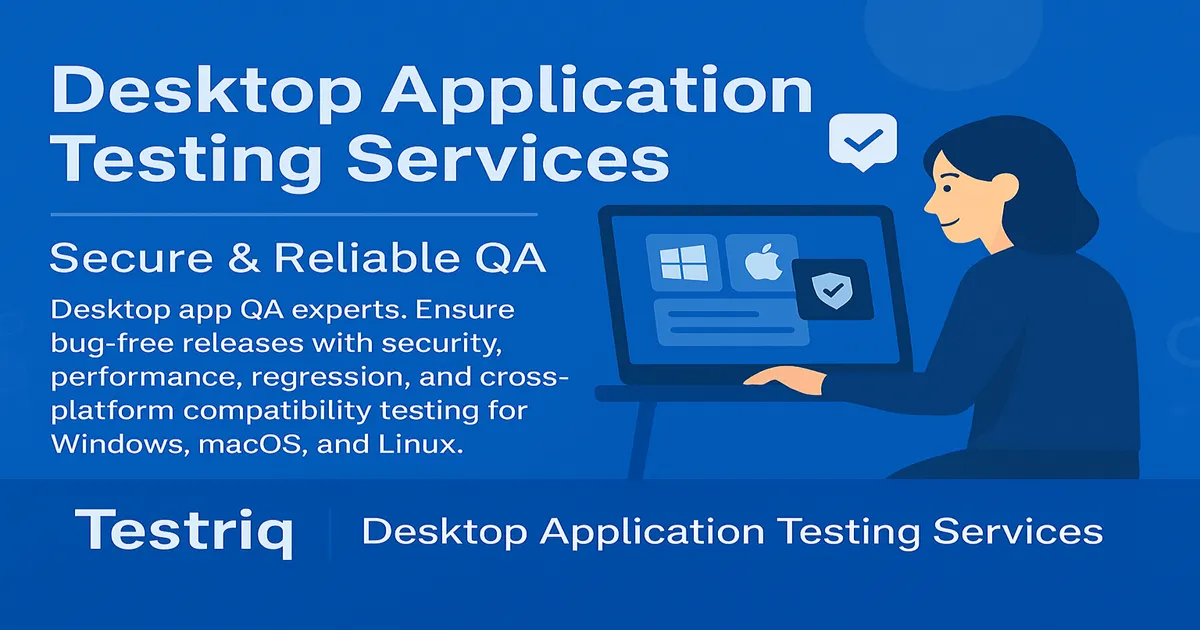 Desktop Application
Testing Services
Secure & Reliable QA
Desktop app QA experts. Ensure
bug-free releases with security,
performance, regression, and cross-
platform compatibility testing for
Windows, macOS, and Linux.
Testriq
Desktop Application Testing Services